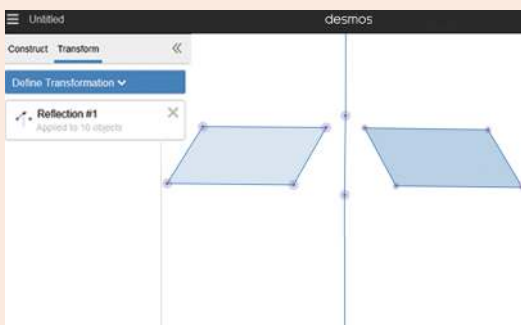 Untitled
desmos
Construct Transform
Define Transformation
Reflection #1
Applied to 16 objects